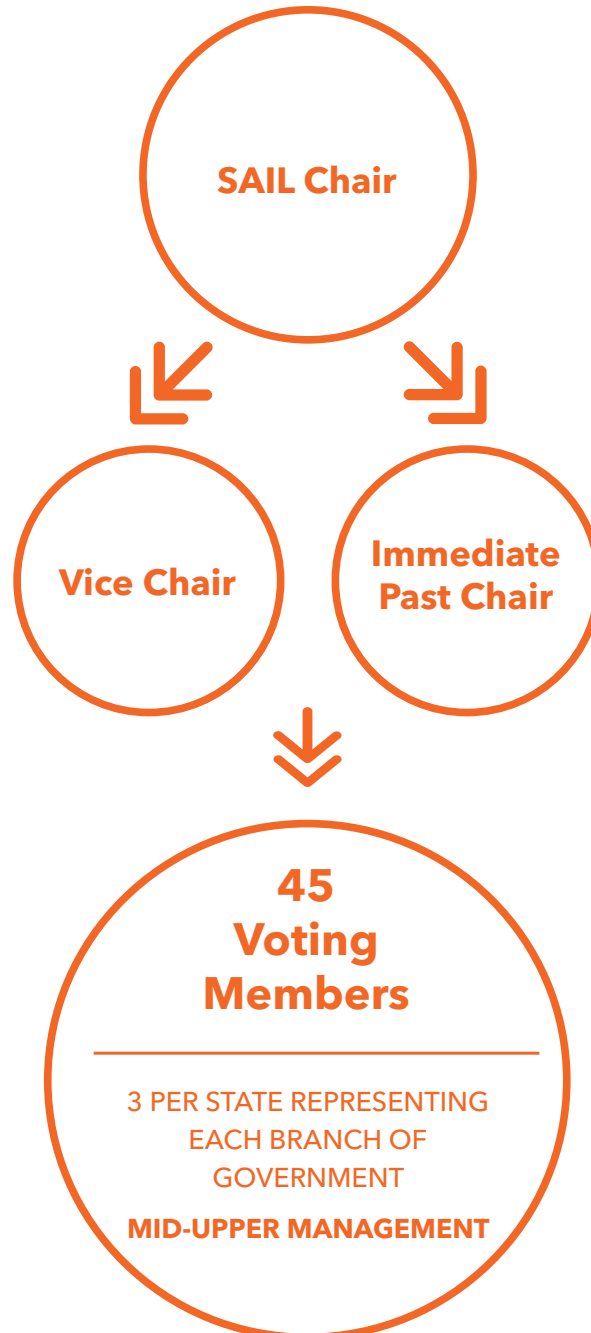 SAIL Chair
Vice Chair
Immediate
Past Chair
45
Voting
Members
3 PER STATE REPRESENTING
EACH BRANCH OF
GOVERNMENT
MID-UPPER MANAGEMENT